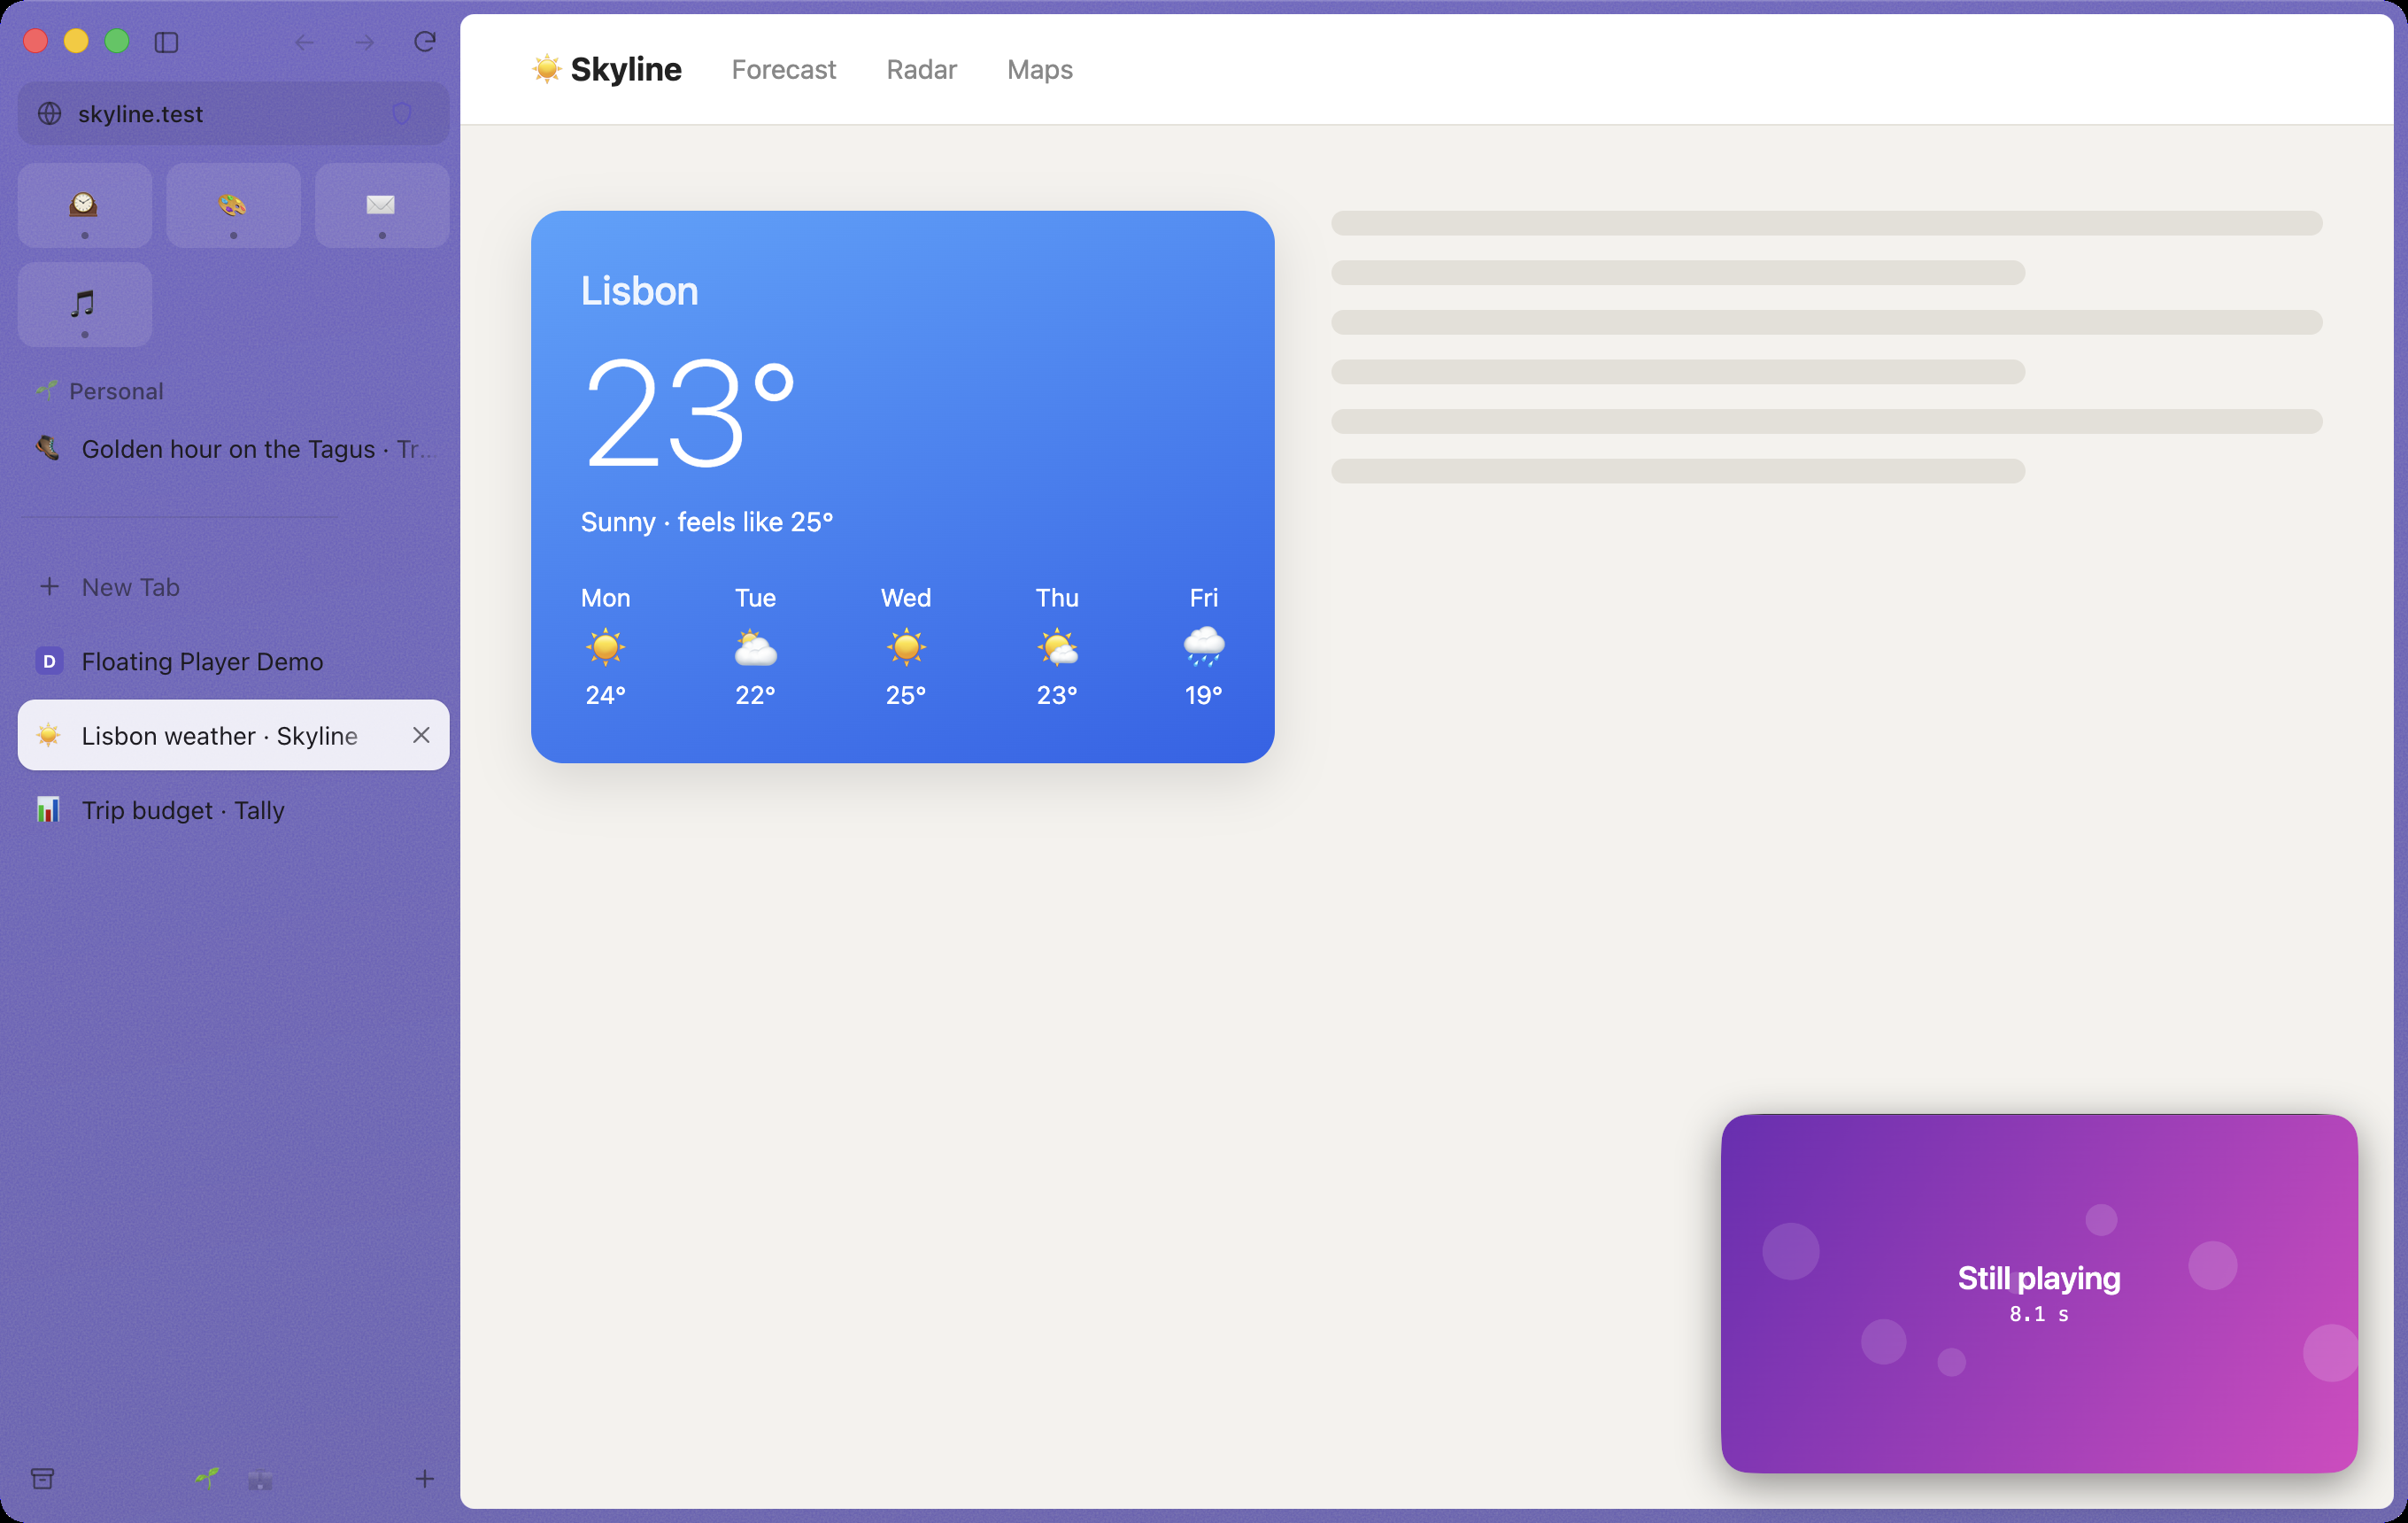 skyline.test
Personal
Golden hour on the Tagus · Tr...
New Tab
D Floating Player Demo
Lisbon weather · Skyline
Trip budget · Tally
Skyline Forecast Radar Maps
Lisbon
23°
Sunny · feels like 25°
Mon Tue Wed Thu Fri
24° 22° 25° 23° 19°
Still playing
8.1 s